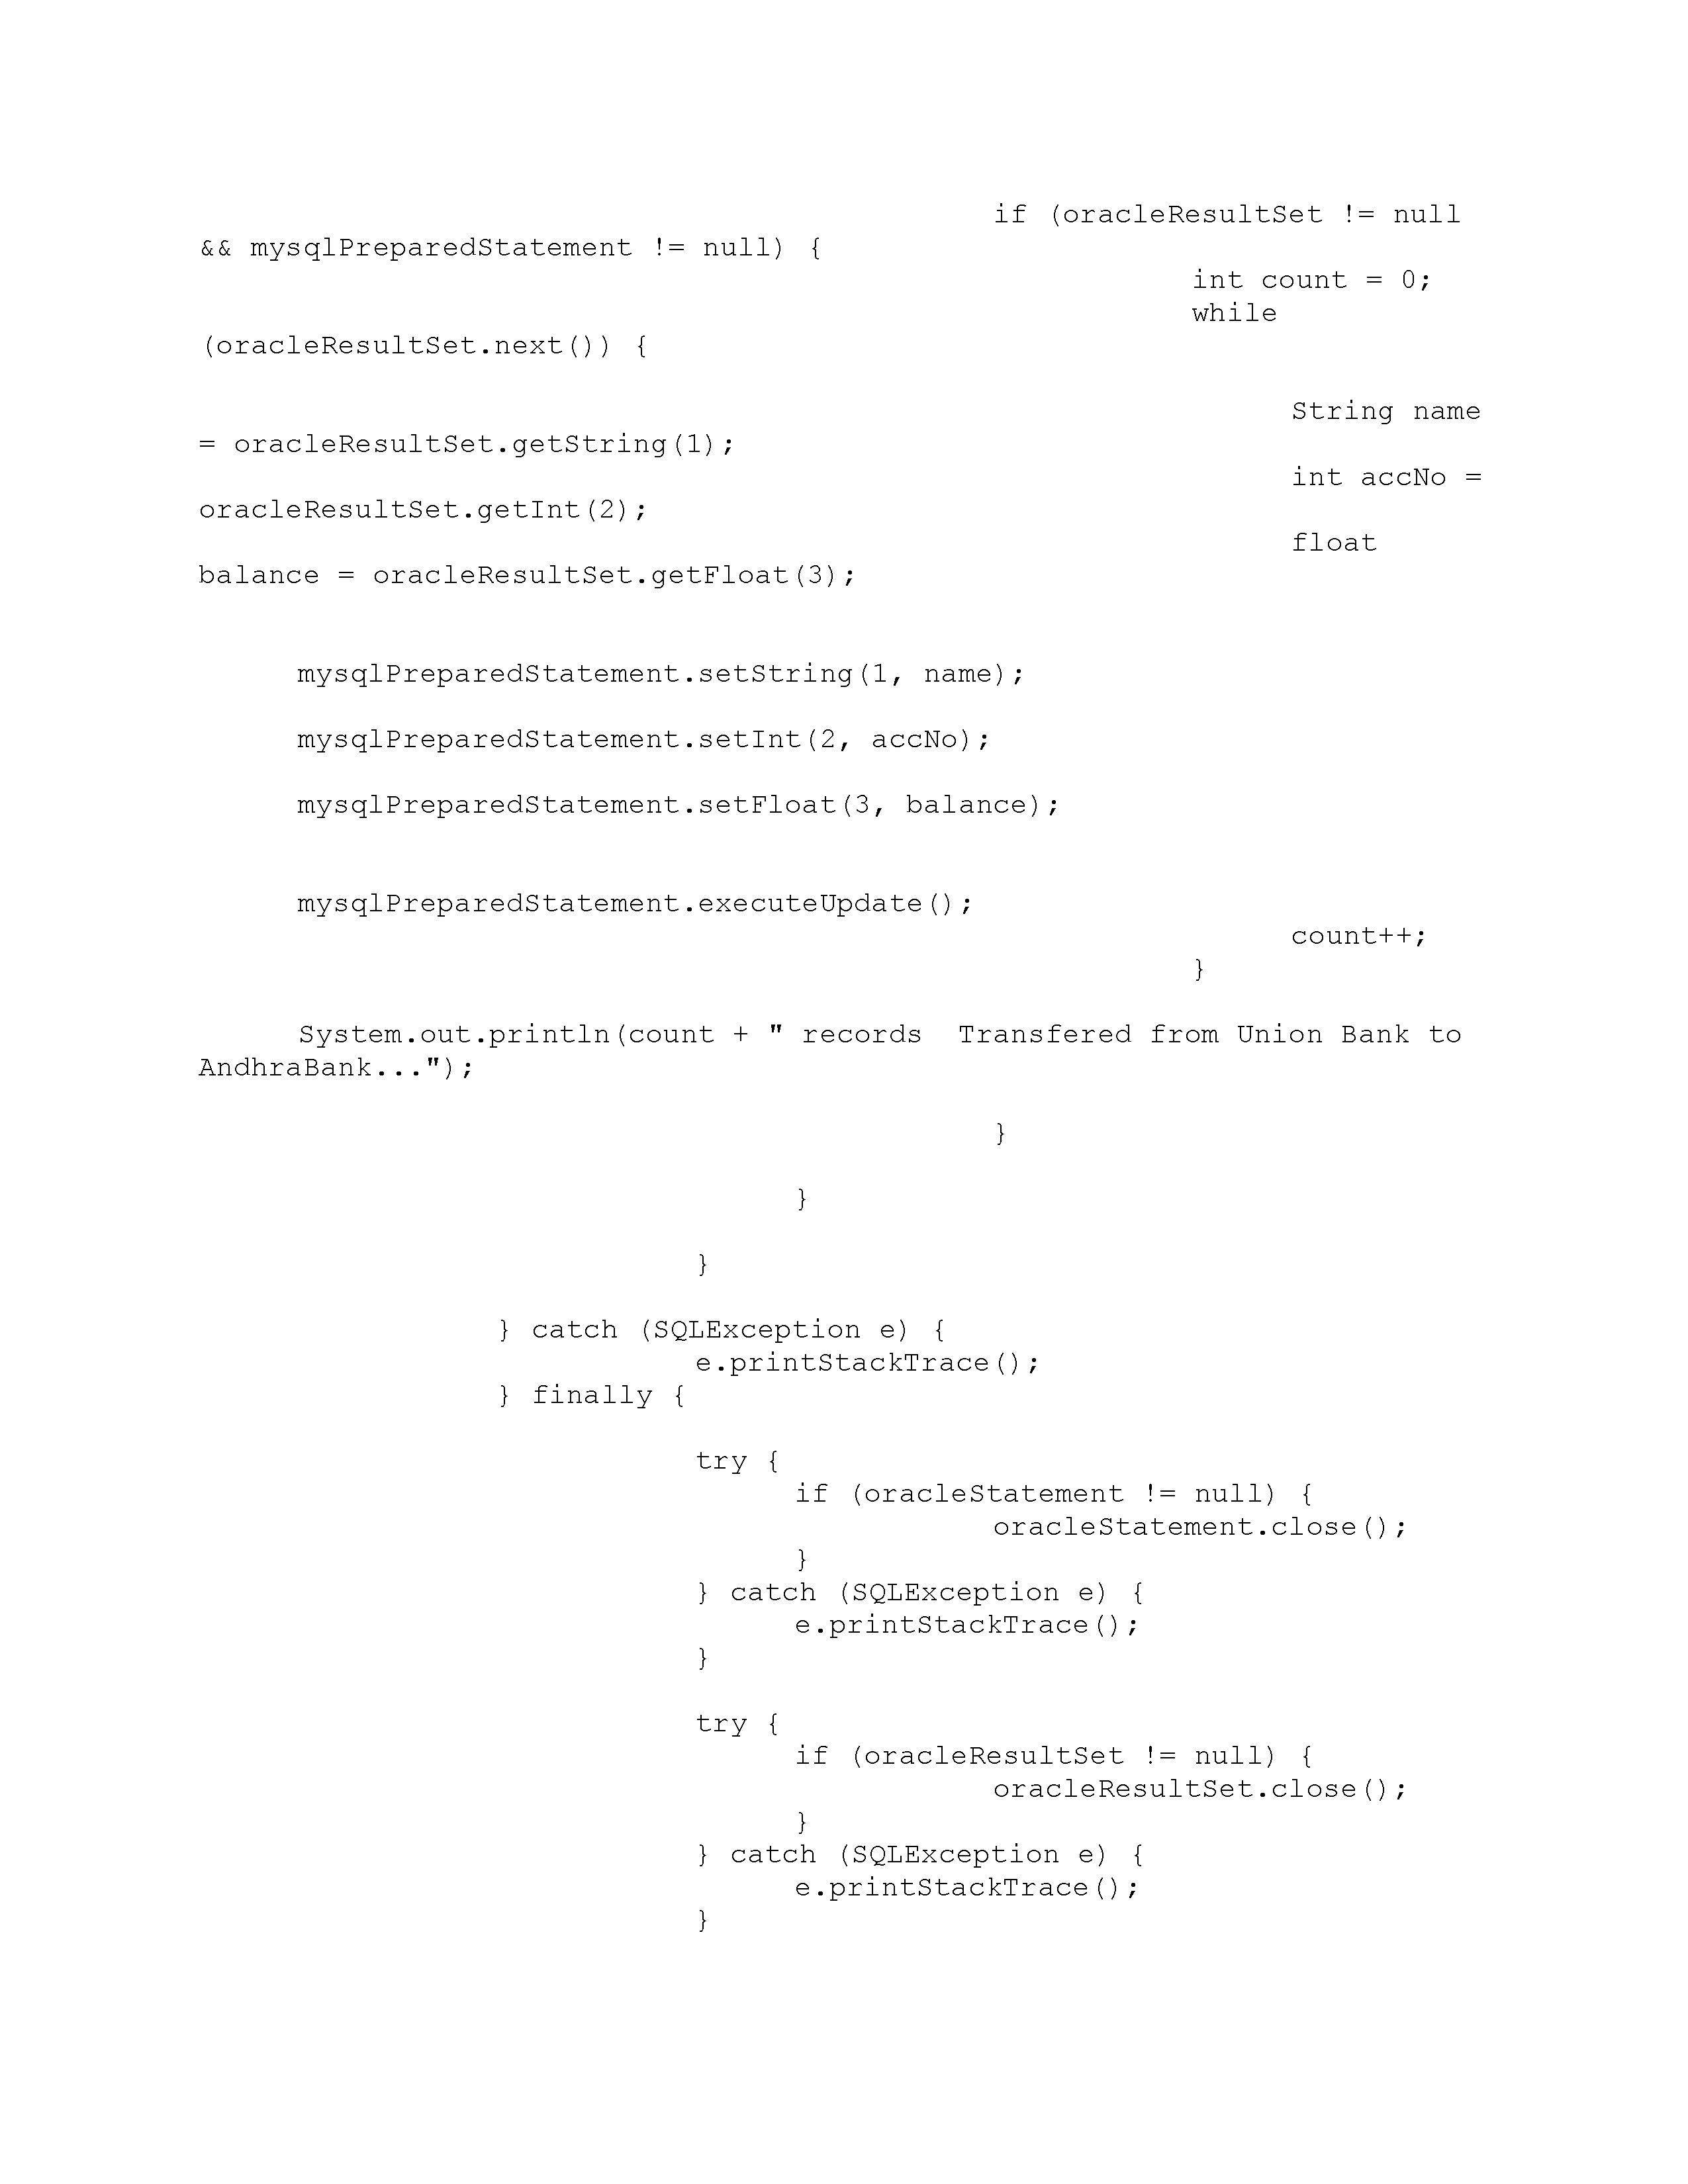 if (oracleResultSet != null
&& mysqlPreparedStatement != null) {
int count = 0;
while
(oracleResultSet.next()) {
String name
= oracleResultSet.getString(1);
int accNo =
oracleResultSet.getInt(2);
float
balance = oracleResultSet.getFloat(3);
mysqlPreparedStatement.setString(1, name);
mysqlPreparedStatement.setInt(2, accNo);
mysqlPreparedStatement.setFloat(3, balance);
mysqlPreparedStatement.executeUpdate();
count++;
}
System.out.println(count + " records  Transfered from Union Bank to
AndhraBank...");
}
}
}
} catch (SQLException e) {
e.printStackTrace();
} finally {
try {
if (oracleStatement != null) {
oracleStatement.close();
}
} catch (SQLException e) {
e.printStackTrace();
}
try {
if (oracleResultSet != null) {
oracleResultSet.close();
}
} catch (SQLException e) {
e.printStackTrace();
}